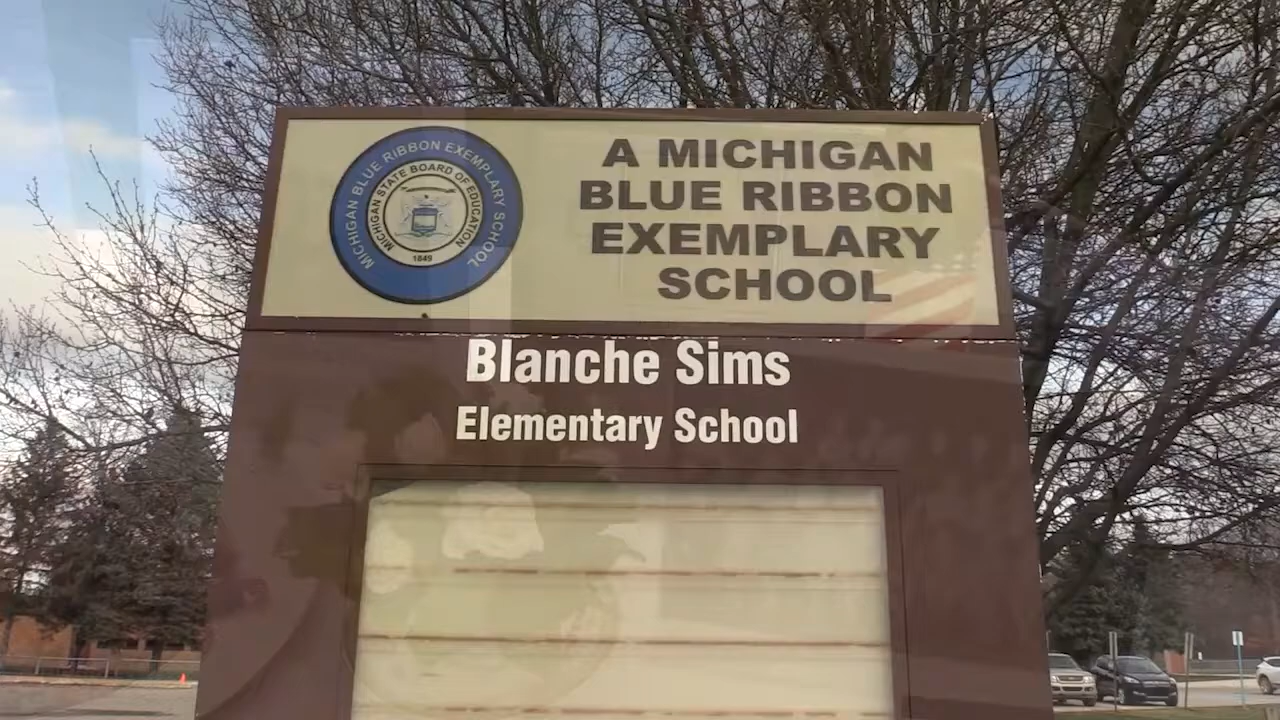 MICHIGAN BLUE RIBBON EXEMPLARY SCHOOL
MICHIGAN STATE BOARD OF EDUCATION
1849
A MICHIGAN
BLUE RIBBON
EXEMPLARY
SCHOOL
Blanche Sims
Elementary School